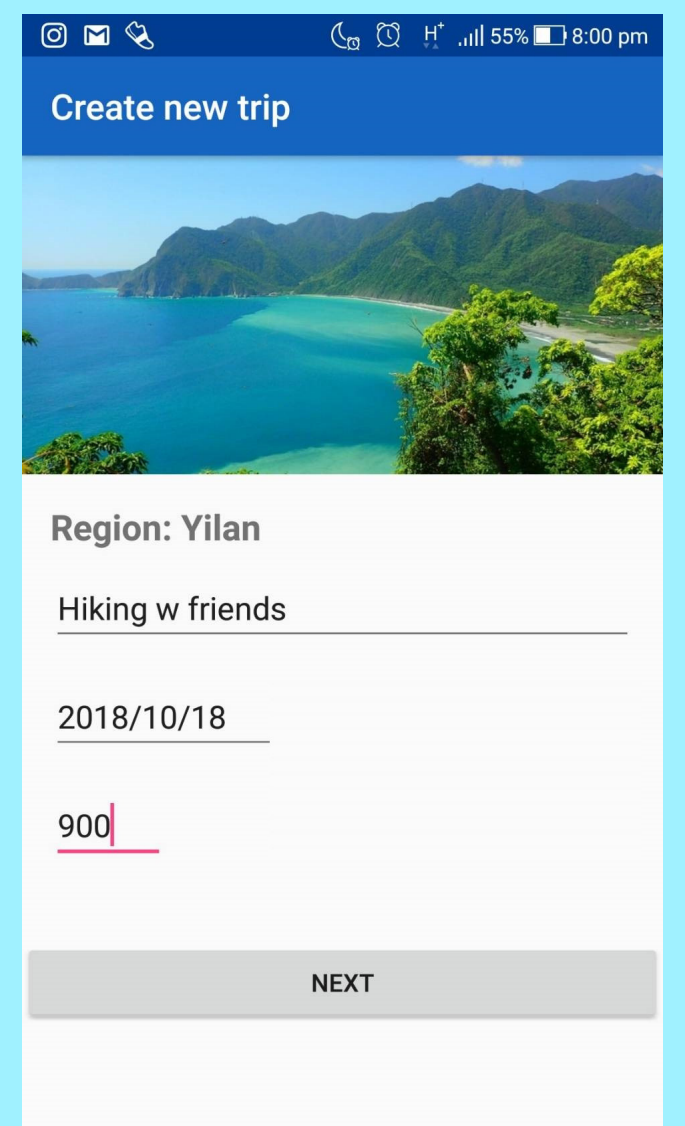 H+ 55% 8:00 pm
Create new trip
Region: Yilan
Hiking w friends
2018/10/18
900
NEXT